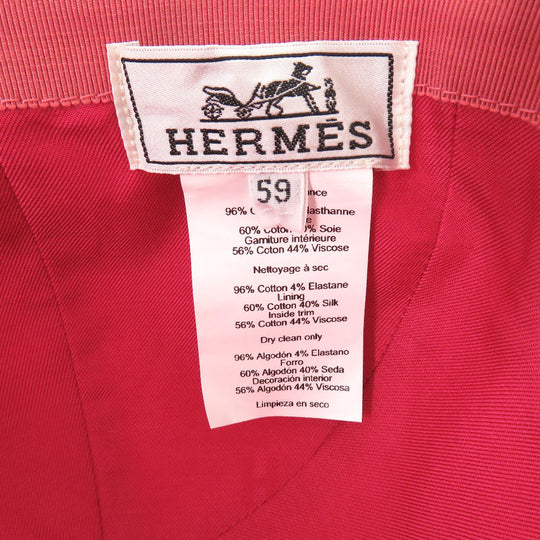 HERMÈS
59
96%
60% Coton Soie
Garniture intérieure
56% Coton 44% Viscose
Nettoyage à sec
96% Cotton 4% Elastane
Lining
60% Cotton 40% Silk
Inside trim
56% Cotton 44% Viscose
Dry clean only
96% Algodón 4% Elastano
Forro
60% Algodón 40% Seda
Decoración interior
56% Algodón 44% Viscosa
Limpieza en seco